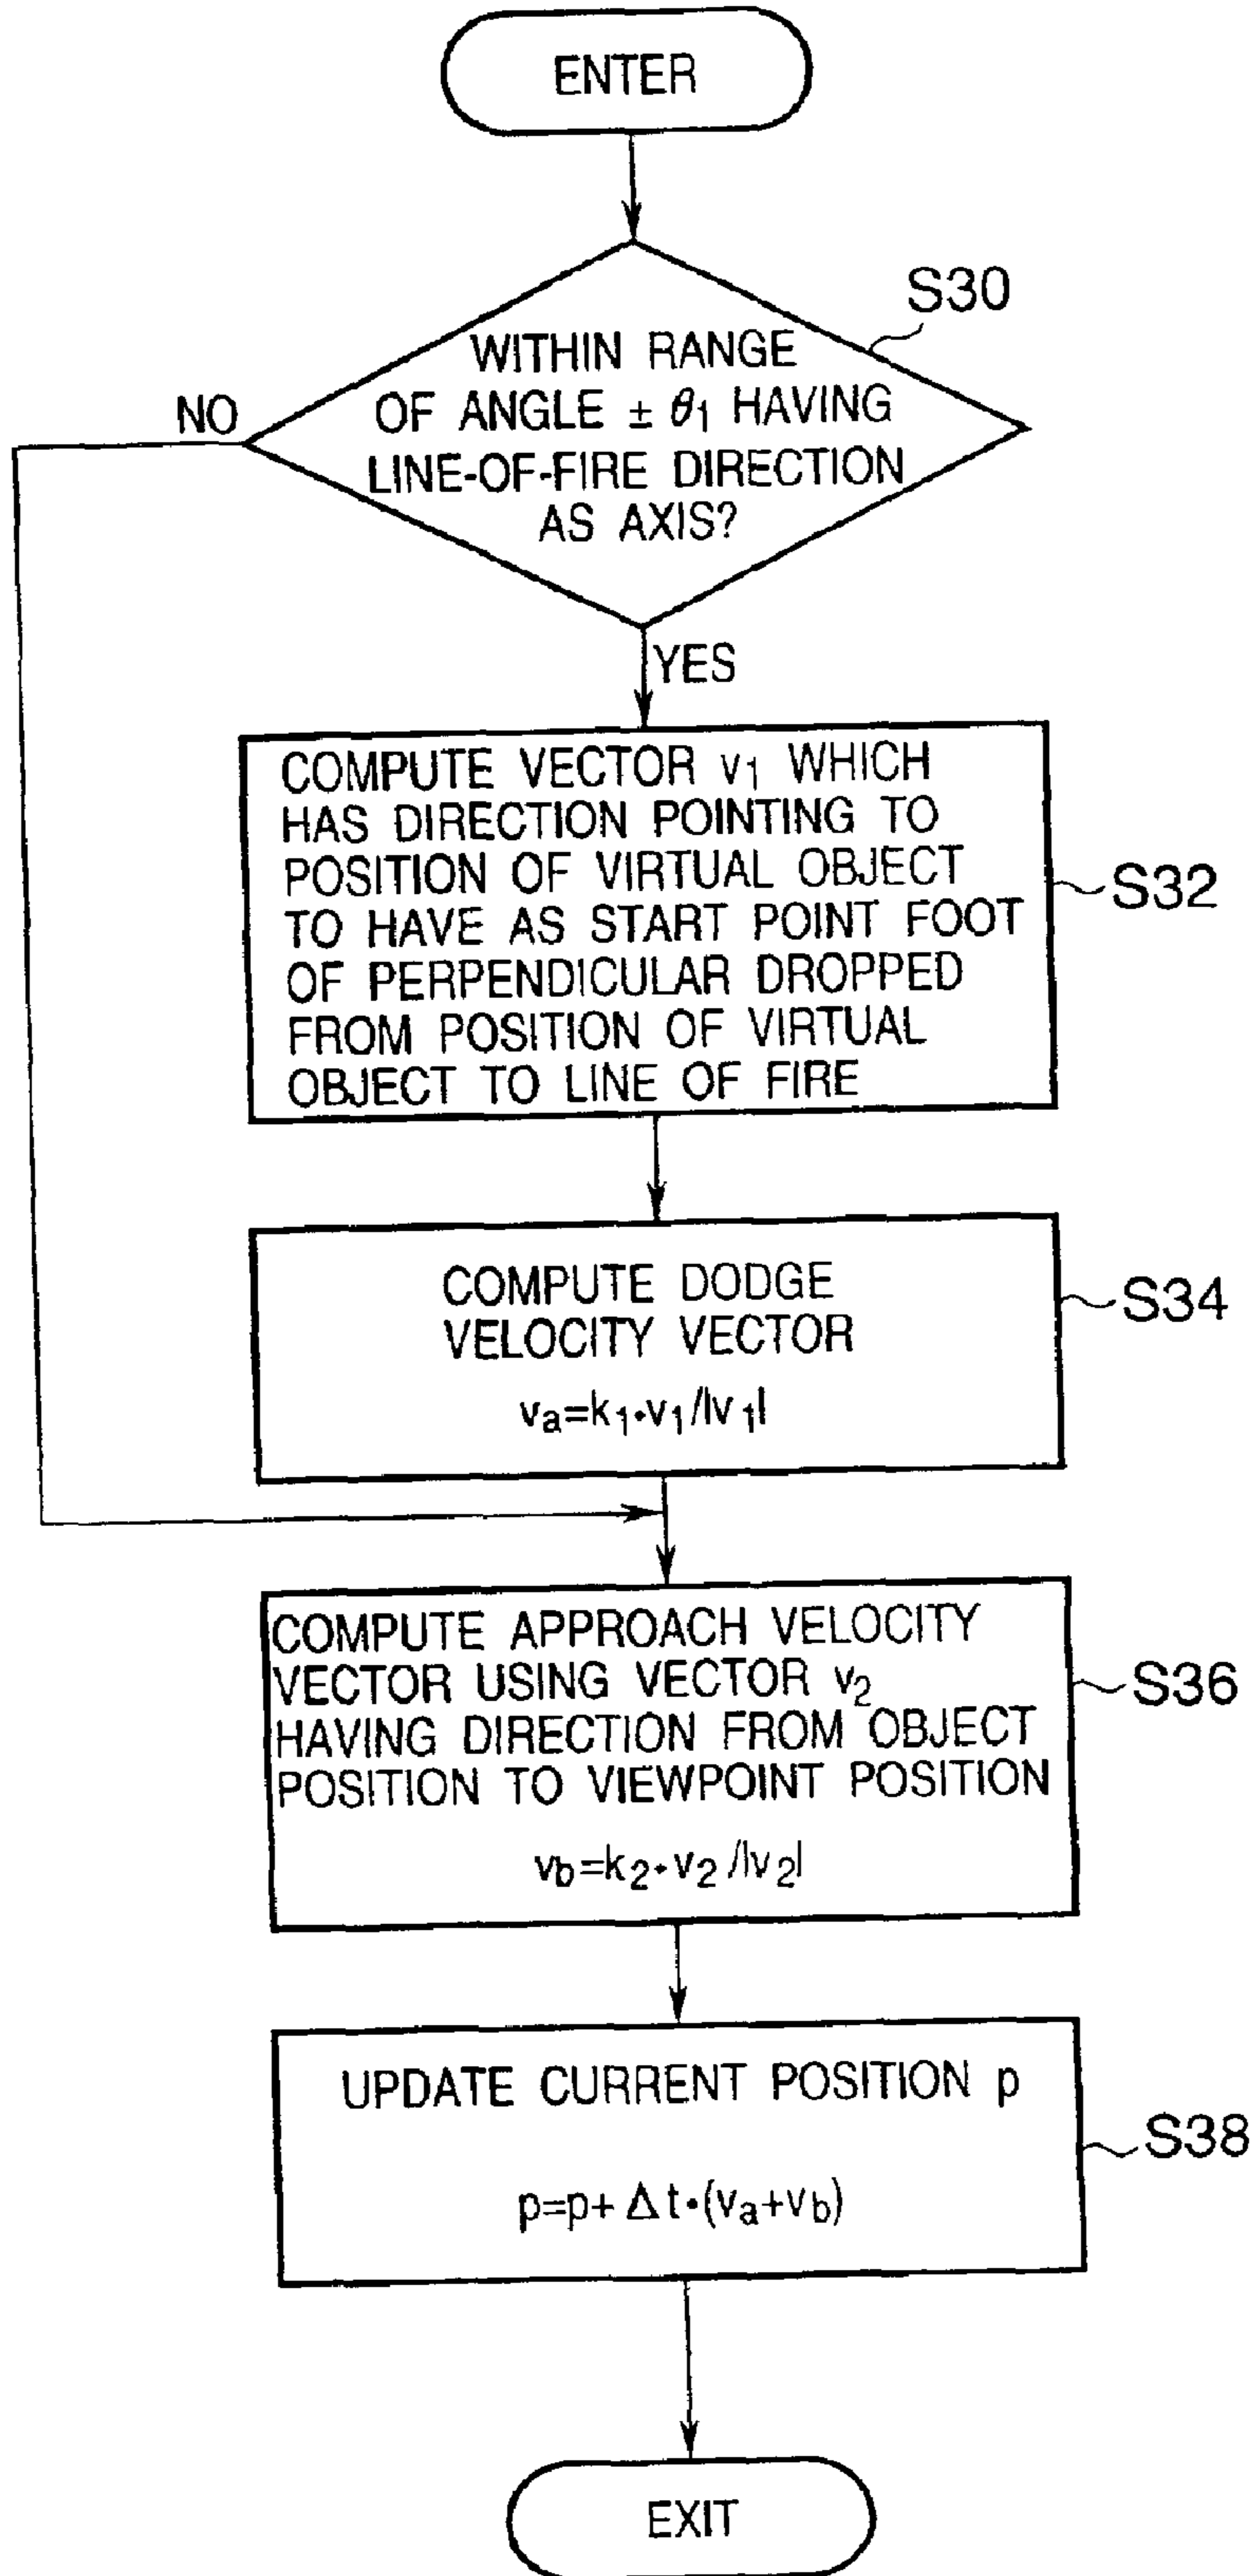 ENTER
S30
WITHIN RANGE
OF ANGLE ± θ₁ HAVING
LINE-OF-FIRE DIRECTION
AS AXIS?
NO
YES
COMPUTE VECTOR v₁ WHICH
HAS DIRECTION POINTING TO
POSITION OF VIRTUAL OBJECT
TO HAVE AS START POINT FOOT
OF PERPENDICULAR DROPPED
FROM POSITION OF VIRTUAL
OBJECT TO LINE OF FIRE
S32
COMPUTE DODGE
VELOCITY VECTOR
vₐ=k₁·v₁/|v₁|
S34
COMPUTE APPROACH VELOCITY
VECTOR USING VECTOR v₂
HAVING DIRECTION FROM OBJECT
POSITION TO VIEWPOINT POSITION
v_b=k₂·v₂/|v₂|
S36
UPDATE CURRENT POSITION p
p=p+Δt·(vₐ+v_b)
S38
EXIT